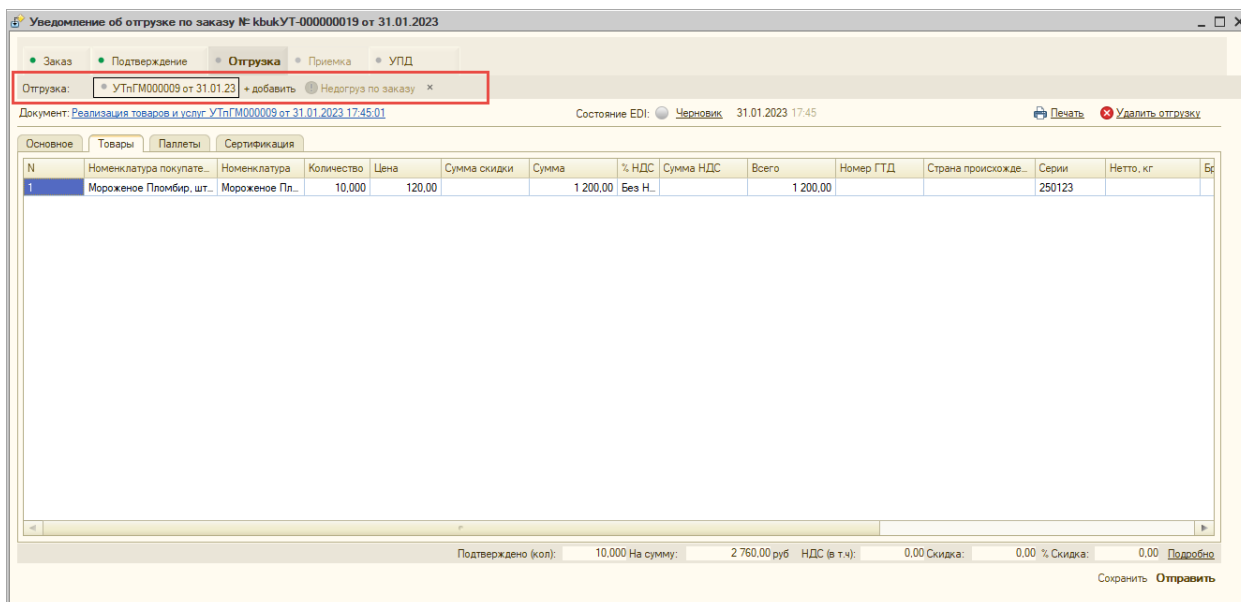 Уведомление об отгрузке по заказу № kbukУТ-000000019 от 31.01.2023
Заказ Подтверждение Отгрузка Приемка УПД
Отгрузка: УТпГМ000009 от 31.01.23 + добавить Недогруз по заказу ×
Документ: Реализация товаров и услуг УТпГМ000009 от 31.01.2023 17:45:01 Состояние EDI: Черновик 31.01.2023 17:45 Печать Удалить отгрузку
Основное Товары Паллеты Сертификация
N Номенклатура покупате... Номенклатура Количество Цена Сумма скидки Сумма % НДС Сумма НДС Всего Номер ГТД Страна происхожде... Серии Нетто, кг Бр
1 Мороженое Пломбир, шт... Мороженое Пл... 10,000 120,00 1 200,00 Без Н... 1 200,00 250123
Подтверждено (кол): 10,000 На сумму: 2 760,00 руб НДС (в т.ч): 0,00 Скидка: 0,00 % Скидка: 0,00 Подробно
Сохранить Отправить